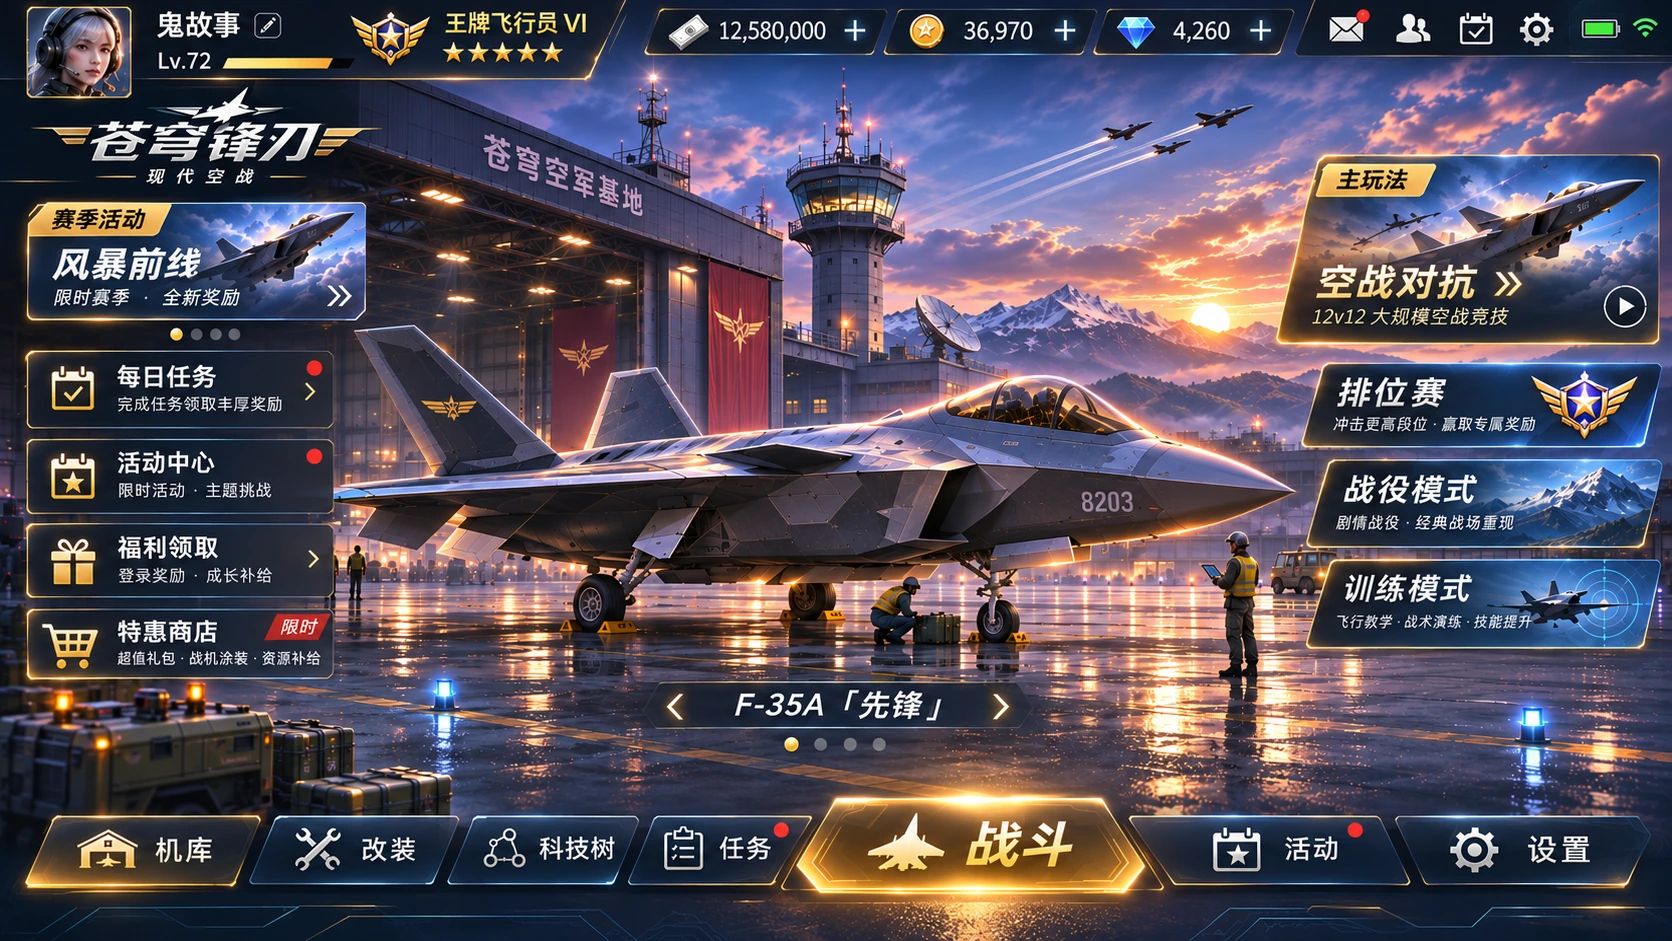 鬼故事
Lv.72
王牌飞行员 VI
12,580,000
36,970
4,260
苍穹锋刃
现代空战
苍穹空军基地
赛季活动
风暴前线
限时赛季 · 全新奖励
每日任务
完成任务领取丰厚奖励
活动中心
限时活动 · 主题挑战
福利领取
登录奖励 · 成长补给
特惠商店
限时
超值礼包 · 战机涂装 · 资源补给
主玩法
空战对抗
12v12 大规模空战竞技
排位赛
冲击更高段位 · 赢取专属奖励
战役模式
剧情战役 · 经典战场重现
训练模式
飞行教学 · 战术演练 · 技能提升
8203
F-35A「先锋」
机库
改装
科技树
任务
战斗
活动
设置